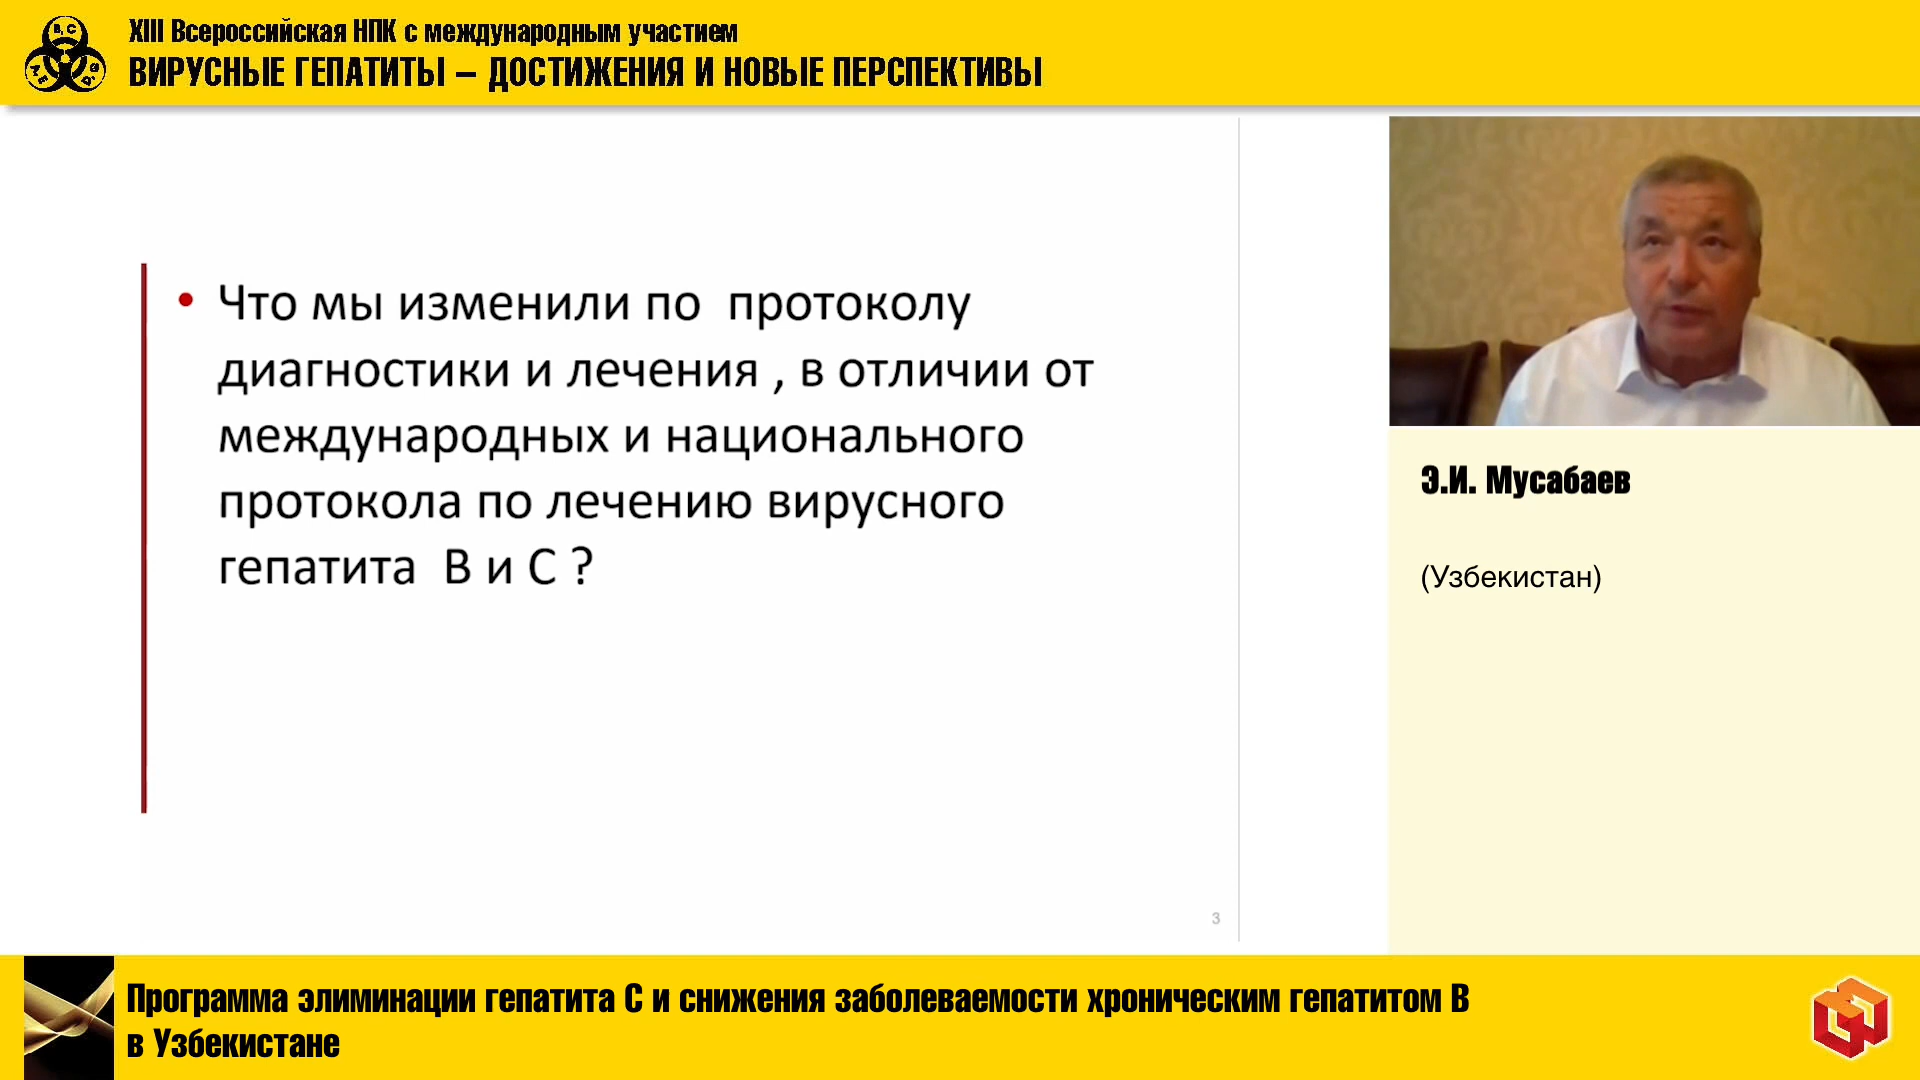 XIII Всероссийская НПК с международным участием
ВИРУСНЫЕ ГЕПАТИТЫ – ДОСТИЖЕНИЯ И НОВЫЕ ПЕРСПЕКТИВЫ
B, C
• Что мы изменили по протоколу
диагностики и лечения , в отличии от
международных и национального
протокола по лечению вирусного
гепатита В и С ?
3
Э.И. Мусабаев
(Узбекистан)
Программа элиминации гепатита С и снижения заболеваемости хроническим гепатитом В
в Узбекистане